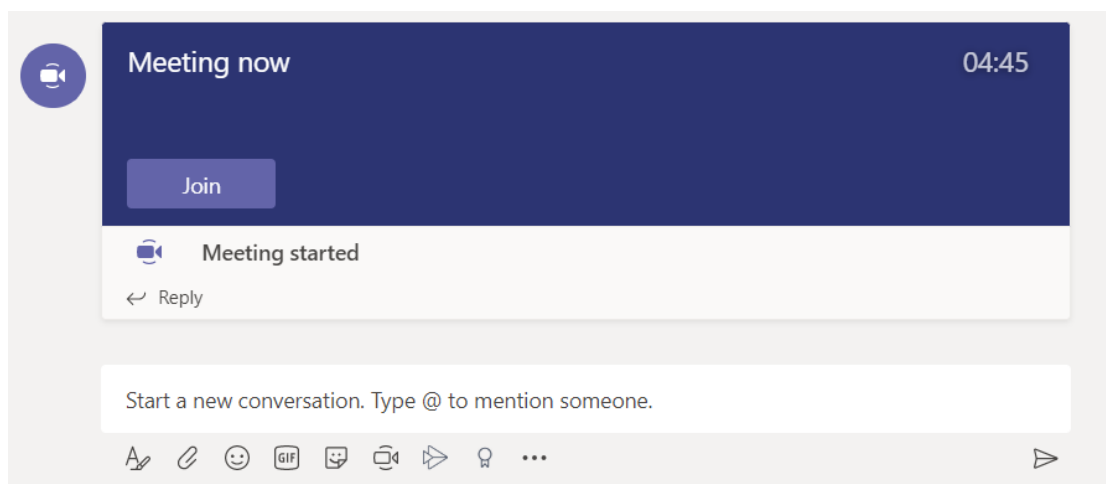 Meeting now
04:45
Join
Meeting started
Reply
Start a new conversation. Type @ to mention someone.
GIF